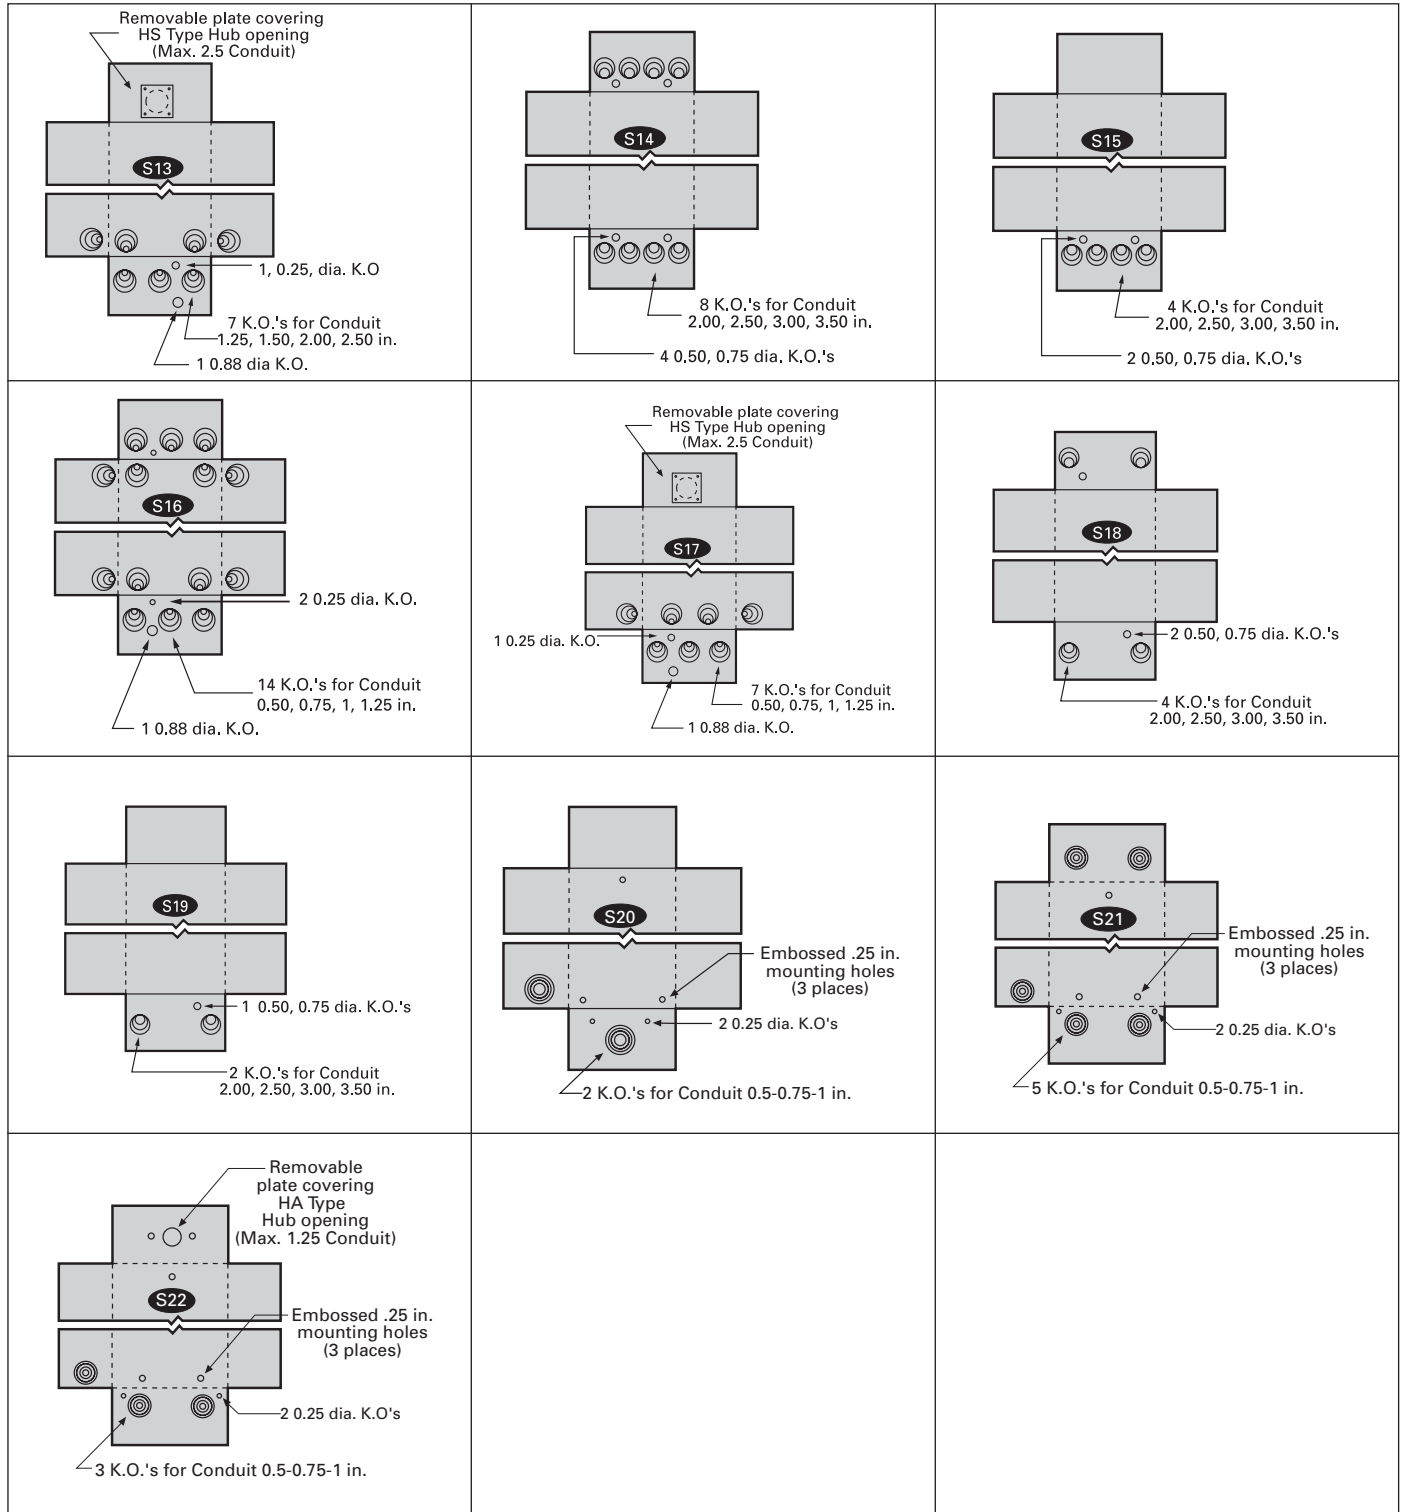 Removable plate covering
HS Type Hub opening
(Max. 2.5 Conduit)
S13
1, 0.25, dia. K.O
7 K.O.'s for Conduit
1.25, 1.50, 2.00, 2.50 in.
1 0.88 dia K.O.
S14
8 K.O.'s for Conduit
2.00, 2.50, 3.00, 3.50 in.
4 0.50, 0.75 dia. K.O.'s
S15
4 K.O.'s for Conduit
2.00, 2.50, 3.00, 3.50 in.
2 0.50, 0.75 dia. K.O.'s
S16
2 0.25 dia. K.O.
14 K.O.'s for Conduit
0.50, 0.75, 1, 1.25 in.
1 0.88 dia. K.O.
Removable plate covering
HS Type Hub opening
(Max. 2.5 Conduit)
S17
1 0.25 dia. K.O.
7 K.O.'s for Conduit
0.50, 0.75, 1, 1.25 in.
1 0.88 dia. K.O.
S18
2 0.50, 0.75 dia. K.O.'s
4 K.O.'s for Conduit
2.00, 2.50, 3.00, 3.50 in.
S19
1 0.50, 0.75 dia. K.O.'s
2 K.O.'s for Conduit
2.00, 2.50, 3.00, 3.50 in.
S20
Embossed .25 in.
mounting holes
(3 places)
2 0.25 dia. K.O's
2 K.O.'s for Conduit 0.5-0.75-1 in.
S21
Embossed .25 in.
mounting holes
(3 places)
2 0.25 dia. K.O's
5 K.O.'s for Conduit 0.5-0.75-1 in.
Removable
plate covering
HA Type
Hub opening
(Max. 1.25 Conduit)
S22
Embossed .25 in.
mounting holes
(3 places)
2 0.25 dia. K.O's
3 K.O.'s for Conduit 0.5-0.75-1 in.